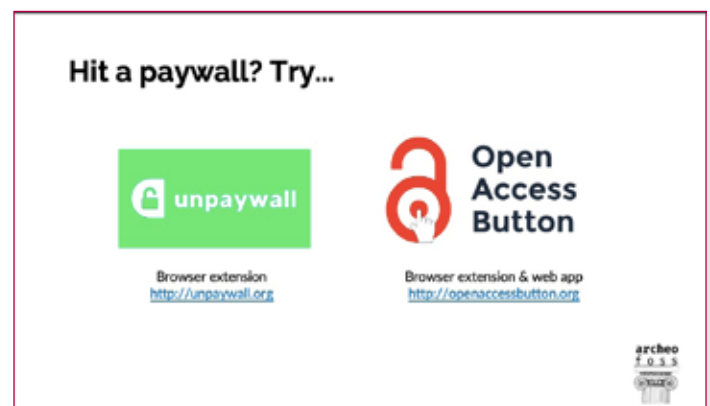 Hit a paywall? Try...
unpaywall
Open
Access
Button
Browser extension
http://unpaywall.org
Browser extension & web app
http://openaccessbutton.org
archeo
foss